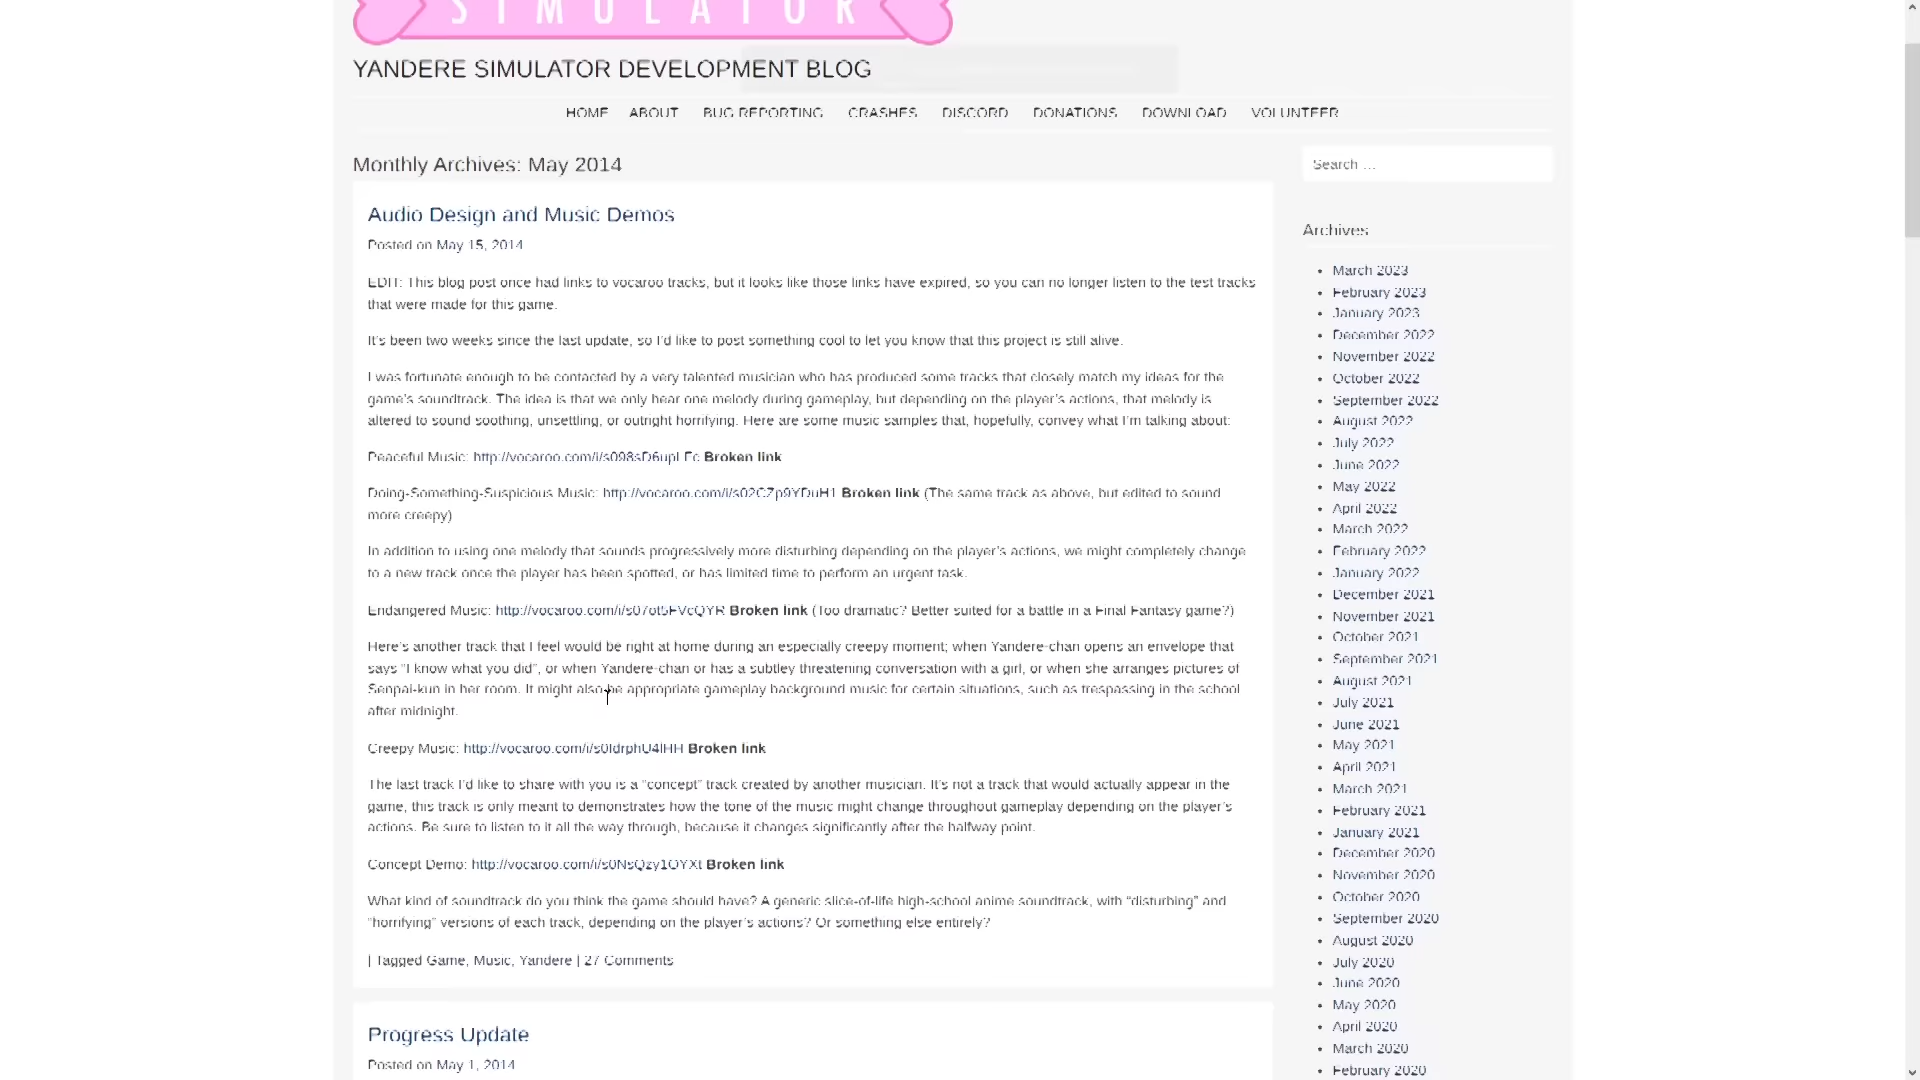 SIMULATOR
YANDERE SIMULATOR DEVELOPMENT BLOG
HOME ABOUT BUG REPORTING CRASHES DISCORD DONATIONS DOWNLOAD VOLUNTEER
Monthly Archives: May 2014
Audio Design and Music Demos
Posted on May 15, 2014
EDIT: This blog post once had links to vocaroo tracks, but it looks like those links have expired, so you can no longer listen to the test tracks
that were made for this game.
It’s been two weeks since the last update, so I’d like to post something cool to let you know that this project is still alive.
I was fortunate enough to be contacted by a very talented musician who has produced some tracks that closely match my ideas for the
game’s soundtrack. The idea is that we only hear one melody during gameplay, but depending on the player’s actions, that melody is
altered to sound soothing, unsettling, or outright horrifying. Here are some music samples that, hopefully, convey what I’m talking about:
Peaceful Music: Broken link
Doing-Something-Suspicious Music: http://vocaroo.com/i/s02CZp9YDuH1 Broken link (The same track as above, but edited to sound
more creepy)
In addition to using one melody that sounds progressively more disturbing depending on the player’s actions, we might completely change
to a new track once the player has been spotted, or has limited time to perform an urgent task.
Endangered Music: http://vocaroo.com/i/s07ot5FVcQYR Broken link (Too dramatic? Better suited for a battle in a Final Fantasy game?)
Here’s another track that I feel would be right at home during an especially creepy moment; when Yandere-chan opens an envelope that
says “I know what you did”, or when Yandere-chan or has a subtley threatening conversation with a girl, or when she arranges pictures of
Senpai-kun in her room. It might also be appropriate gameplay background music for certain situations, such as trespassing in the school
after midnight.
Creepy Music: Broken link
The last track I’d like to share with you is a “concept” track created by another musician. It’s not a track that would actually appear in the
game, this track is only meant to demonstrates how the tone of the music might change throughout gameplay depending on the player’s
actions. Be sure to listen to it all the way through, because it changes significantly after the halfway point.
Concept Demo: Broken link
What kind of soundtrack do you think the game should have? A generic slice-of-life high-school anime soundtrack, with “disturbing” and
“horrifying” versions of each track, depending on the player’s actions? Or something else entirely?
| Tagged Game, Music, Yandere | 27 Comments
Progress Update
Posted on May 1, 2014
Search …
Archives
March 2023
February 2023
January 2023
December 2022
November 2022
October 2022
September 2022
August 2022
July 2022
June 2022
May 2022
April 2022
March 2022
February 2022
January 2022
December 2021
November 2021
October 2021
September 2021
August 2021
July 2021
June 2021
May 2021
April 2021
March 2021
February 2021
January 2021
December 2020
November 2020
October 2020
September 2020
August 2020
July 2020
June 2020
May 2020
April 2020
March 2020
February 2020